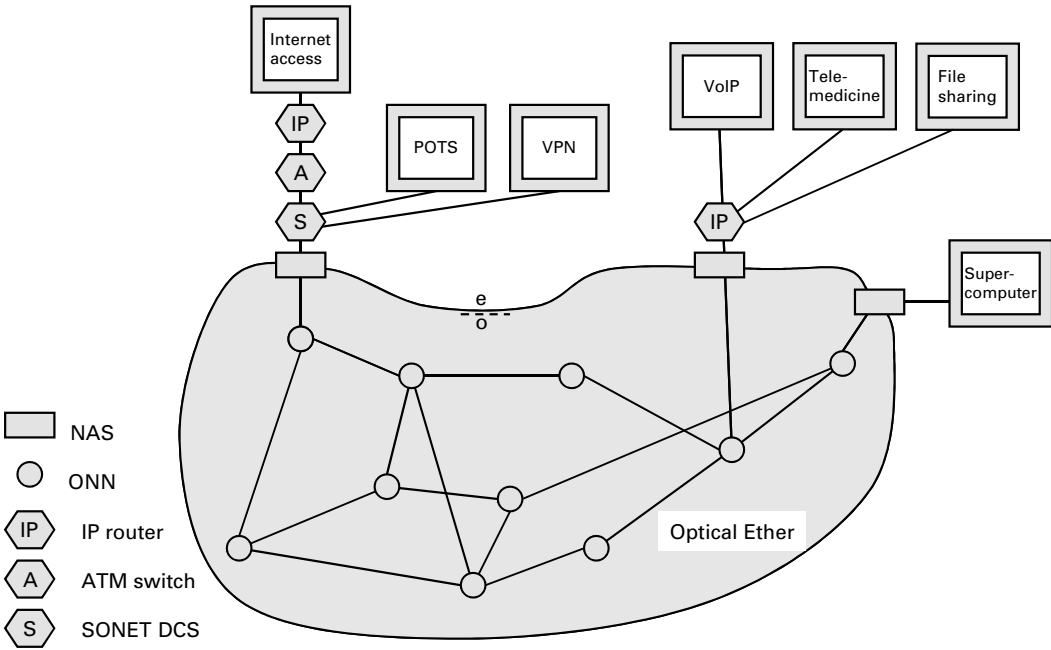 Internet
access
IP
A
S
POTS
VPN
VoIP
Tele-
medicine
File
sharing
IP
Super-
computer
e
o
Optical Ether
NAS
ONN
IP IP router
A ATM switch
S SONET DCS